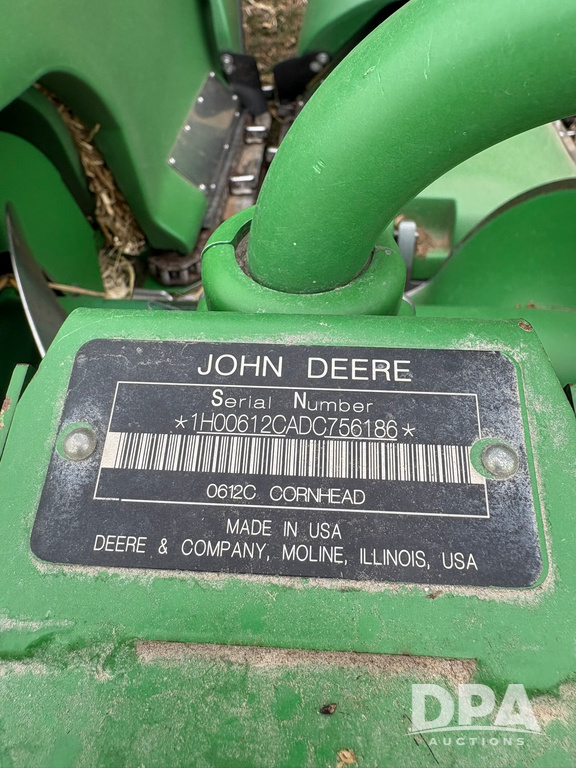 JOHN DEERE
Serial Number
*1H00612CADC756186*
0612C CORNHEAD
MADE IN USA
DEERE & COMPANY, MOLINE, ILLINOIS, USA
DPA
AUCTIONS